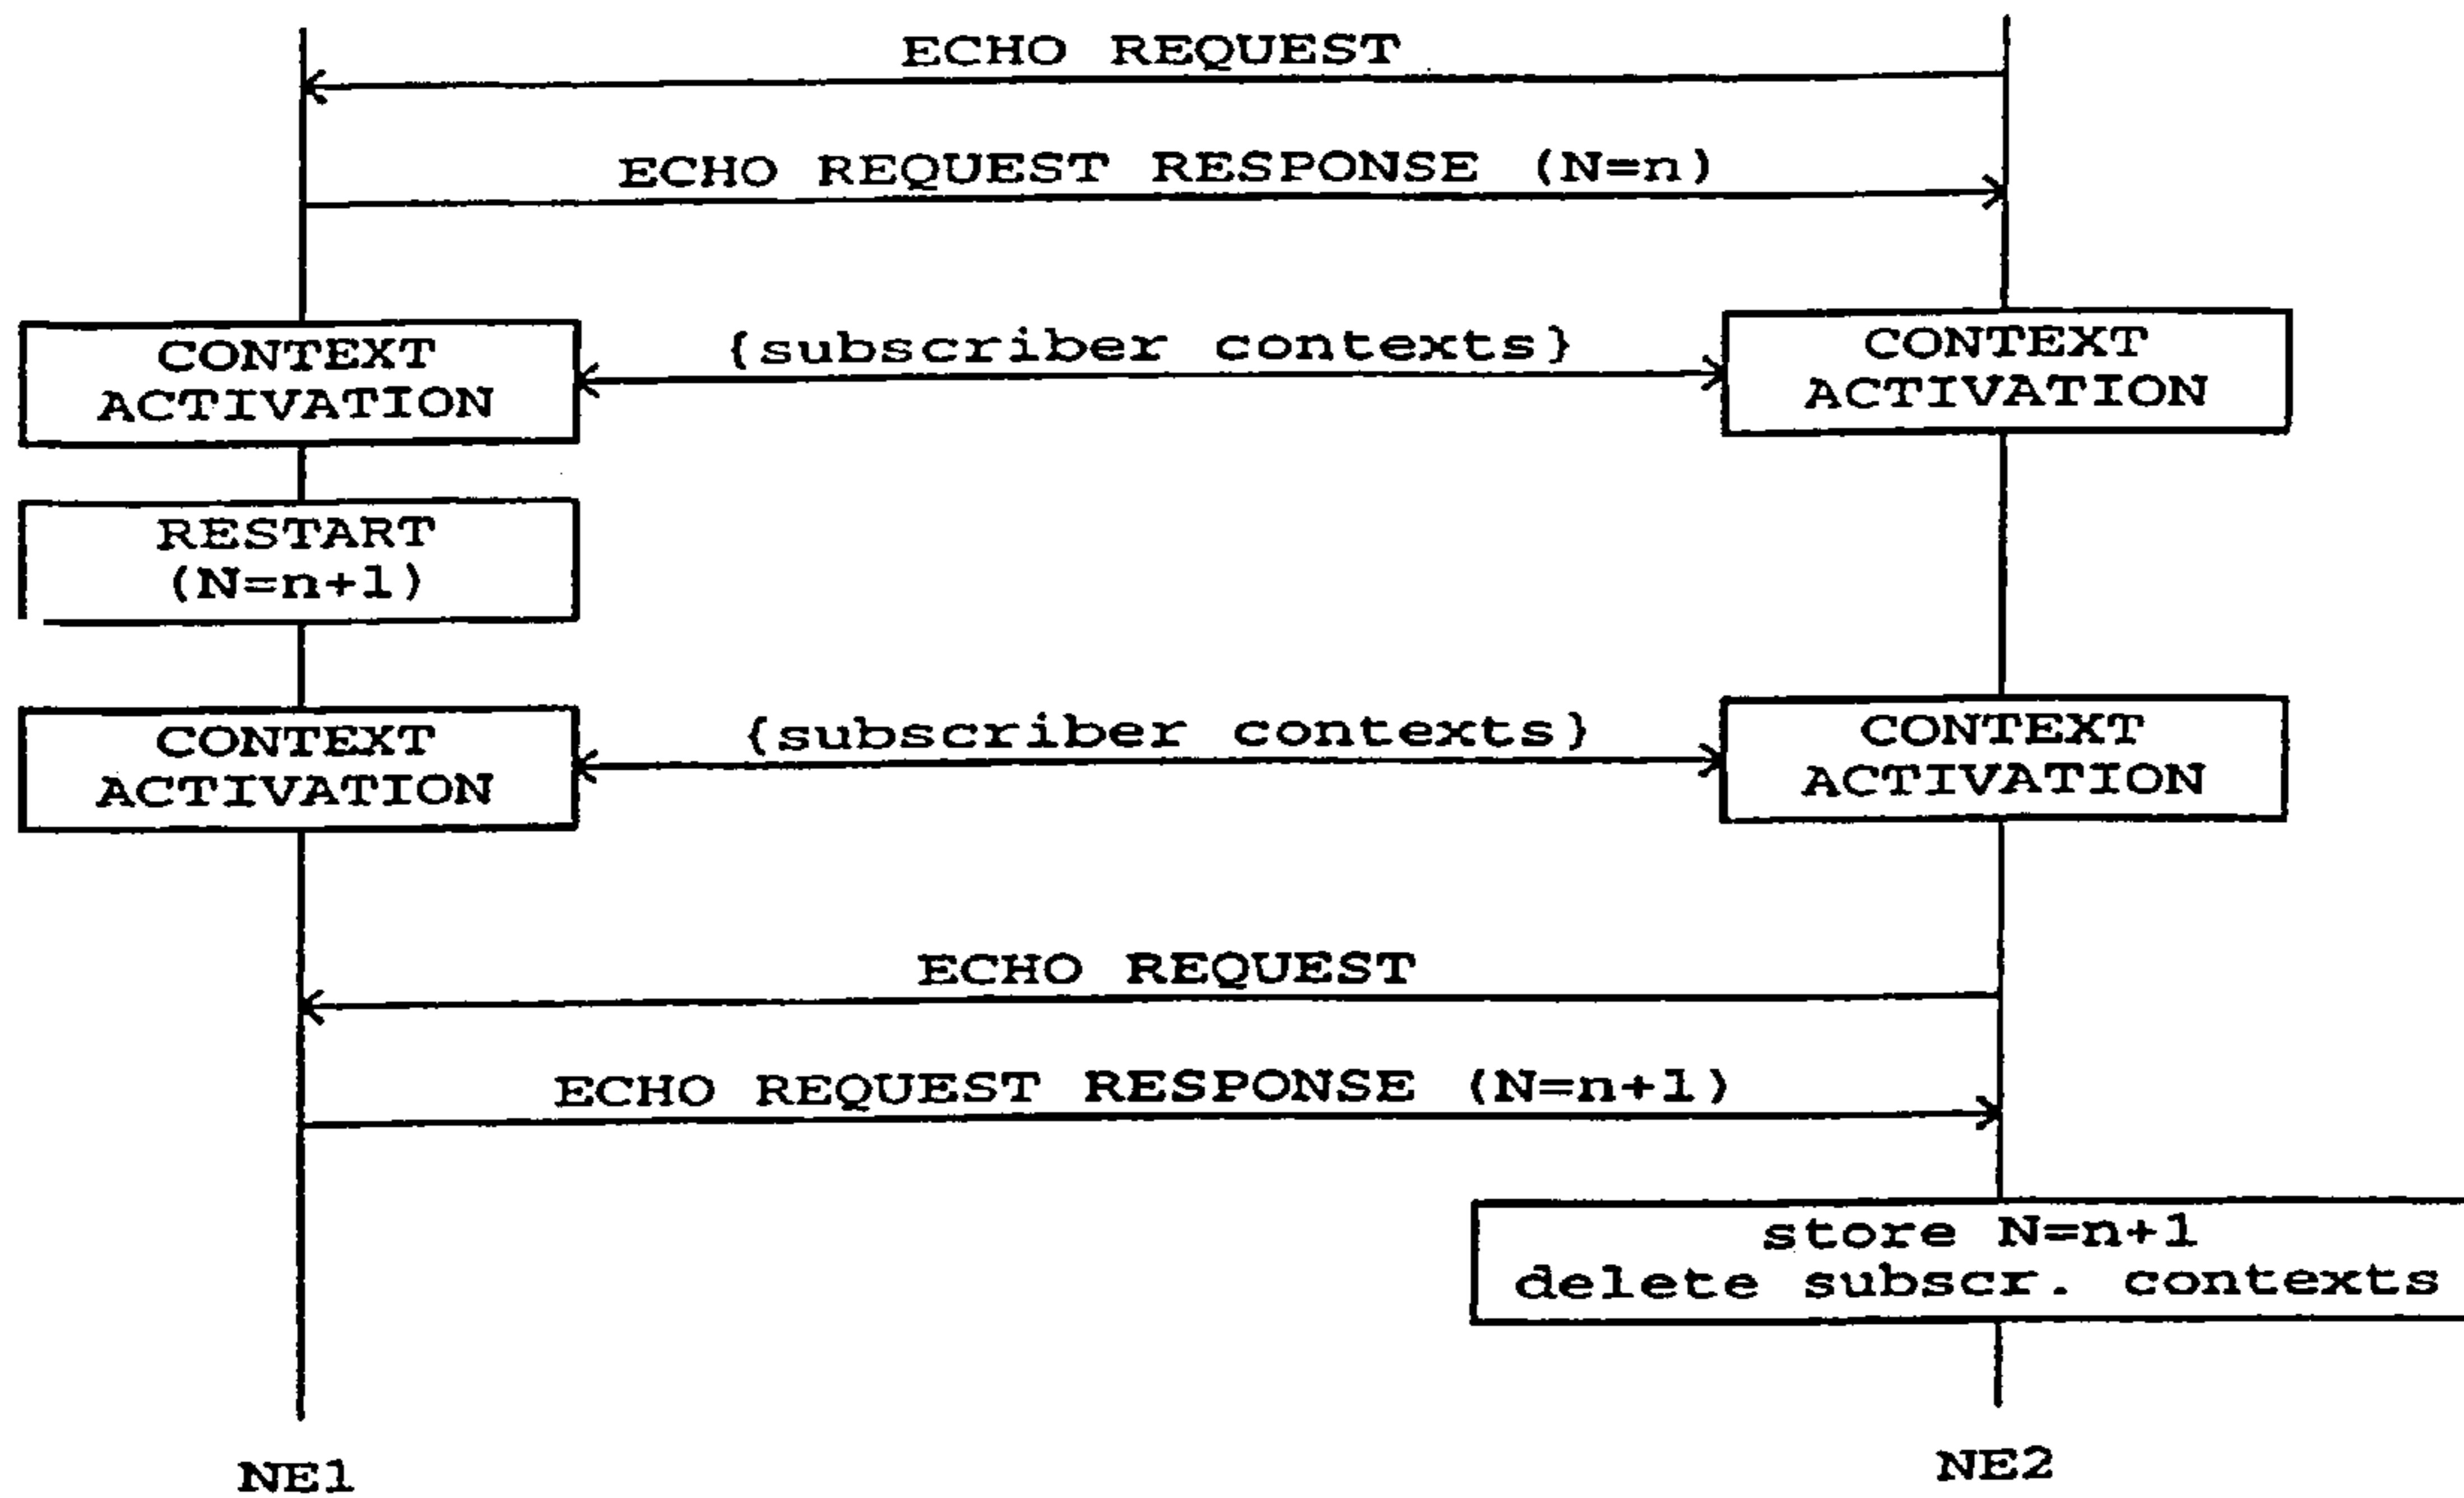 ECHO REQUEST
ECHO REQUEST RESPONSE (N=n)
CONTEXT
ACTIVATION
{subscriber contexts}
CONTEXT
ACTIVATION
RESTART
(N=n+1)
CONTEXT
ACTIVATION
{subscriber contexts}
CONTEXT
ACTIVATION
ECHO REQUEST
ECHO REQUEST RESPONSE (N=n+1)
store N=n+1
delete subscr. contexts
NE1
NE2